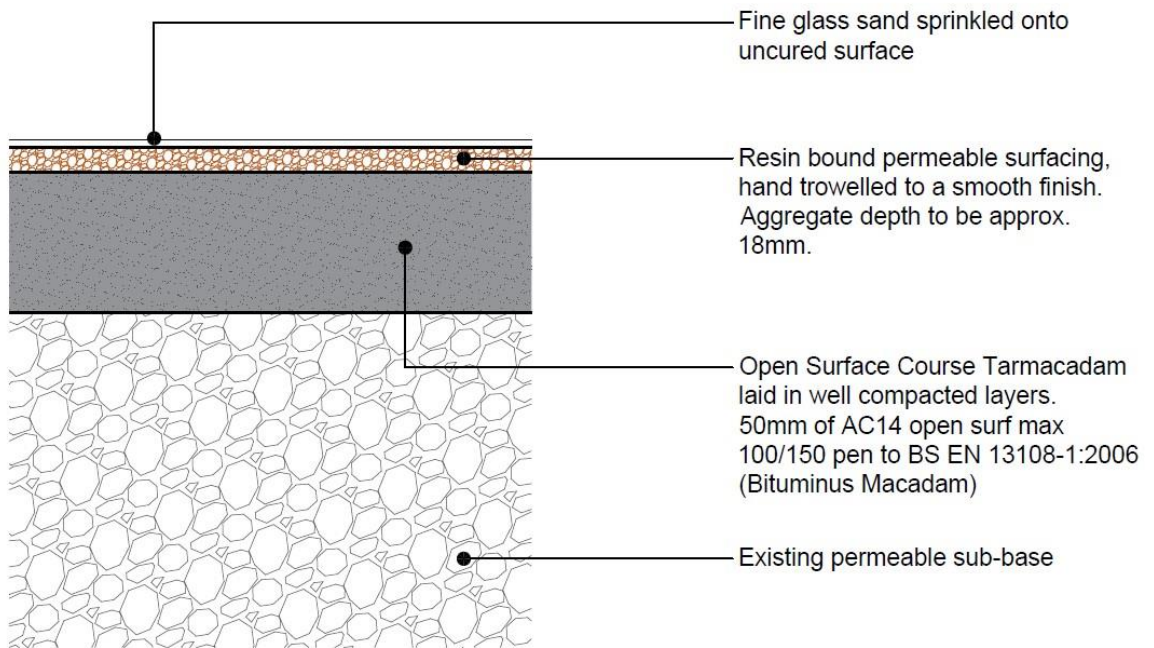 Fine glass sand sprinkled onto
uncured surface
Resin bound permeable surfacing,
hand trowelled to a smooth finish.
Aggregate depth to be approx.
18mm.
Open Surface Course Tarmacadam
laid in well compacted layers.
50mm of AC14 open surf max
100/150 pen to BS EN 13108-1:2006
(Bituminus Macadam)
Existing permeable sub-base